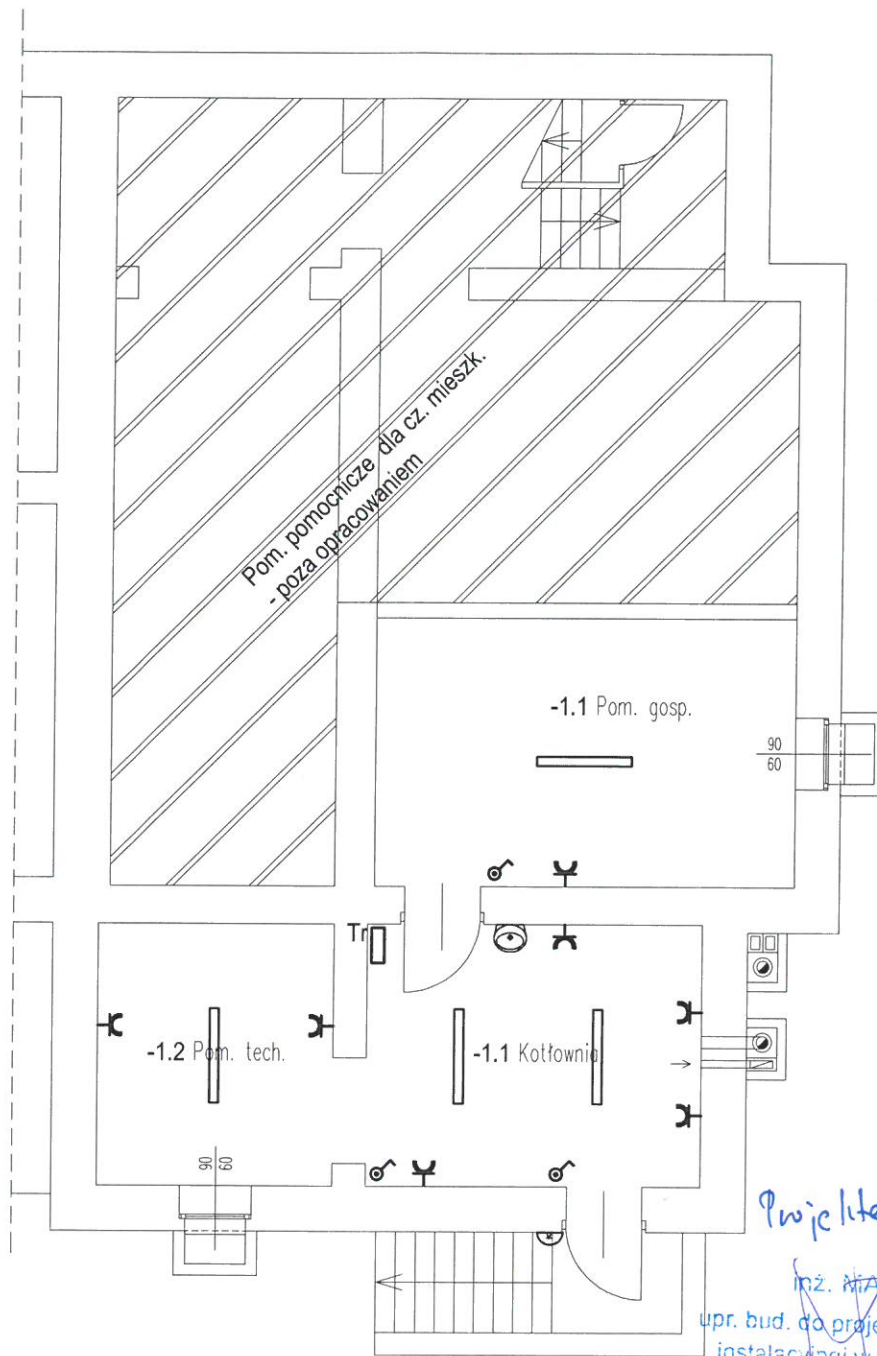 Pom. pomocnicze dla cz. mieszk.
- poza opracowaniem
-1.1 Pom. gosp.
90
60
Tr
-1.2 Pom. tech.
-1.1 Kotłownia
90
60
inż.
upr. bud. do proje